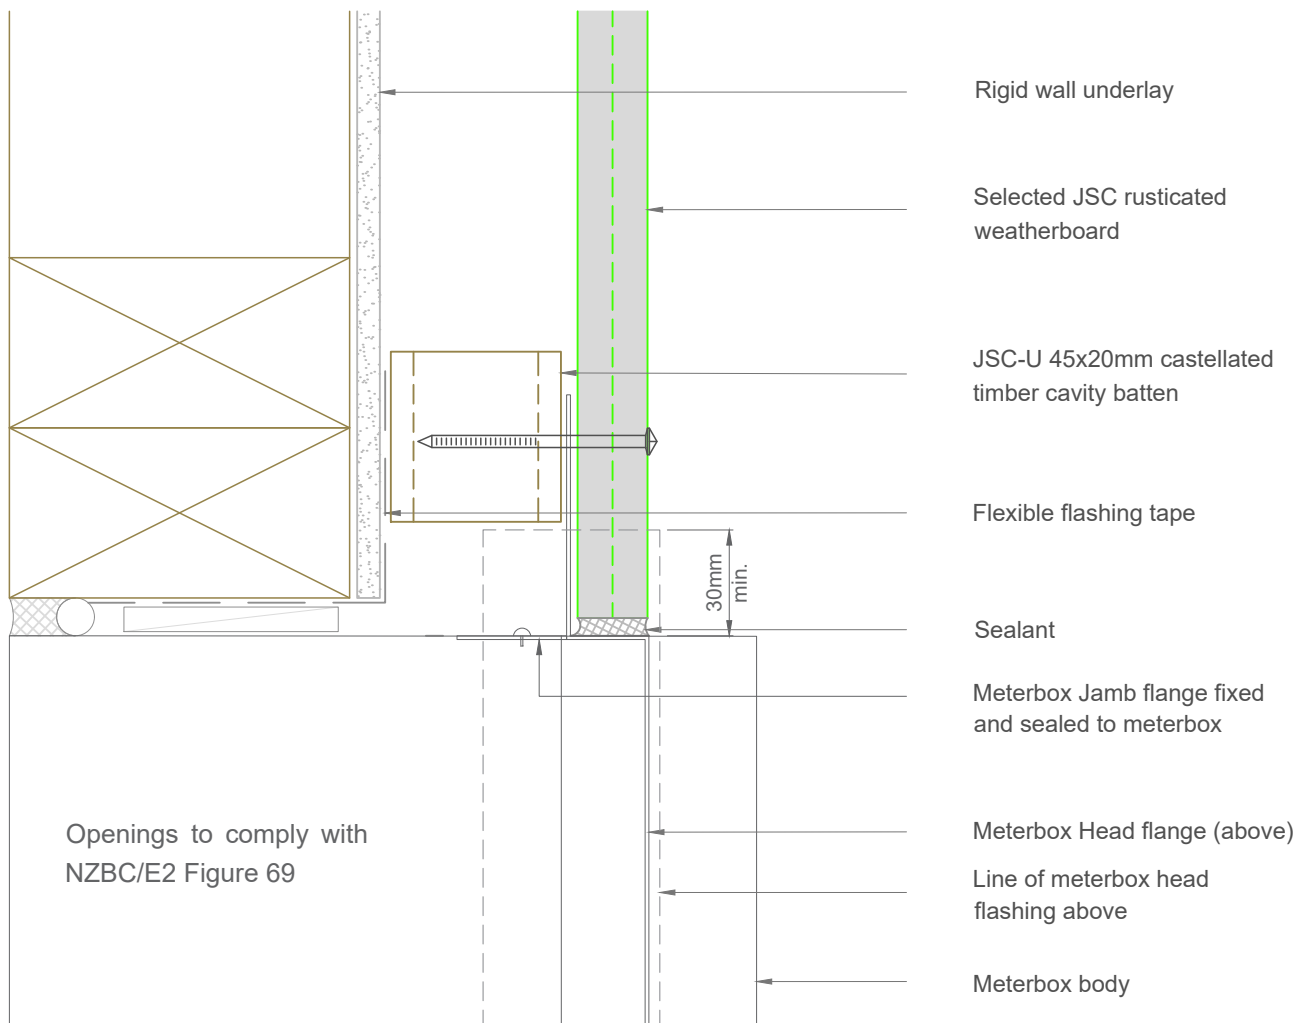 Rigid wall underlay
Selected JSC rusticated
weatherboard
JSC-U 45x20mm castellated
timber cavity batten
Flexible flashing tape
30mm
min.
Sealant
Meterbox Jamb flange fixed
and sealed to meterbox
Openings to comply with
NZBC/E2 Figure 69
Meterbox Head flange (above)
Line of meterbox head
flashing above
Meterbox body